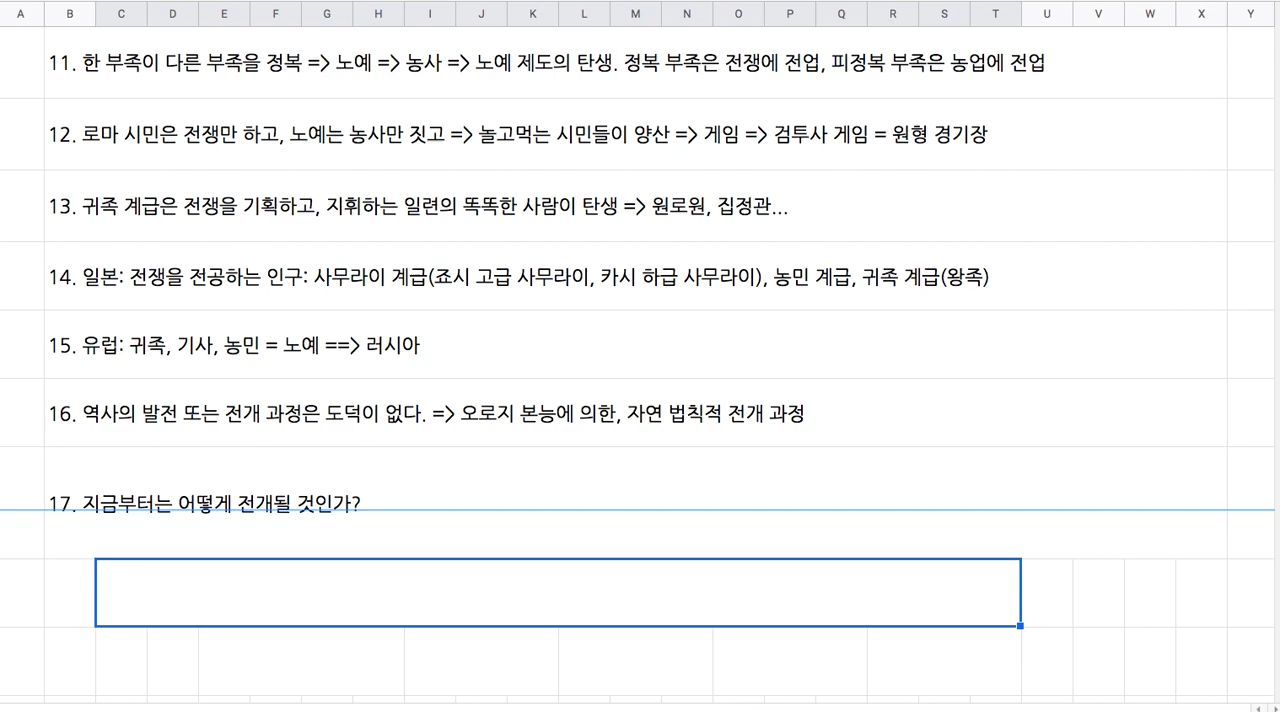 A B C D E F G H I J K L M N O P Q R S T U V W X Y
11. 한 부족이 다른 부족을 정복 => 노예 => 농사 => 노예 제도의 탄생. 정복 부족은 전쟁에 전업, 피정복 부족은 농업에 전업
12. 로마 시민은 전쟁만 하고, 노예는 농사만 짓고 => 놀고먹는 시민들이 양산 => 게임 => 검투사 게임 = 원형 경기장
13. 귀족 계급은 전쟁을 기획하고, 지휘하는 일련의 똑똑한 사람이 탄생 => 원로원, 집정관...
14. 일본: 전쟁을 전공하는 인구: 사무라이 계급(죠시 고급 사무라이, 카시 하급 사무라이), 농민 계급, 귀족 계급(왕족)
15. 유럽: 귀족, 기사, 농민 = 노예 ==> 러시아
16. 역사의 발전 또는 전개 과정은 도덕이 없다. => 오로지 본능에 의한, 자연 법칙적 전개 과정
17. 지금부터는 어떻게 전개될 것인가?